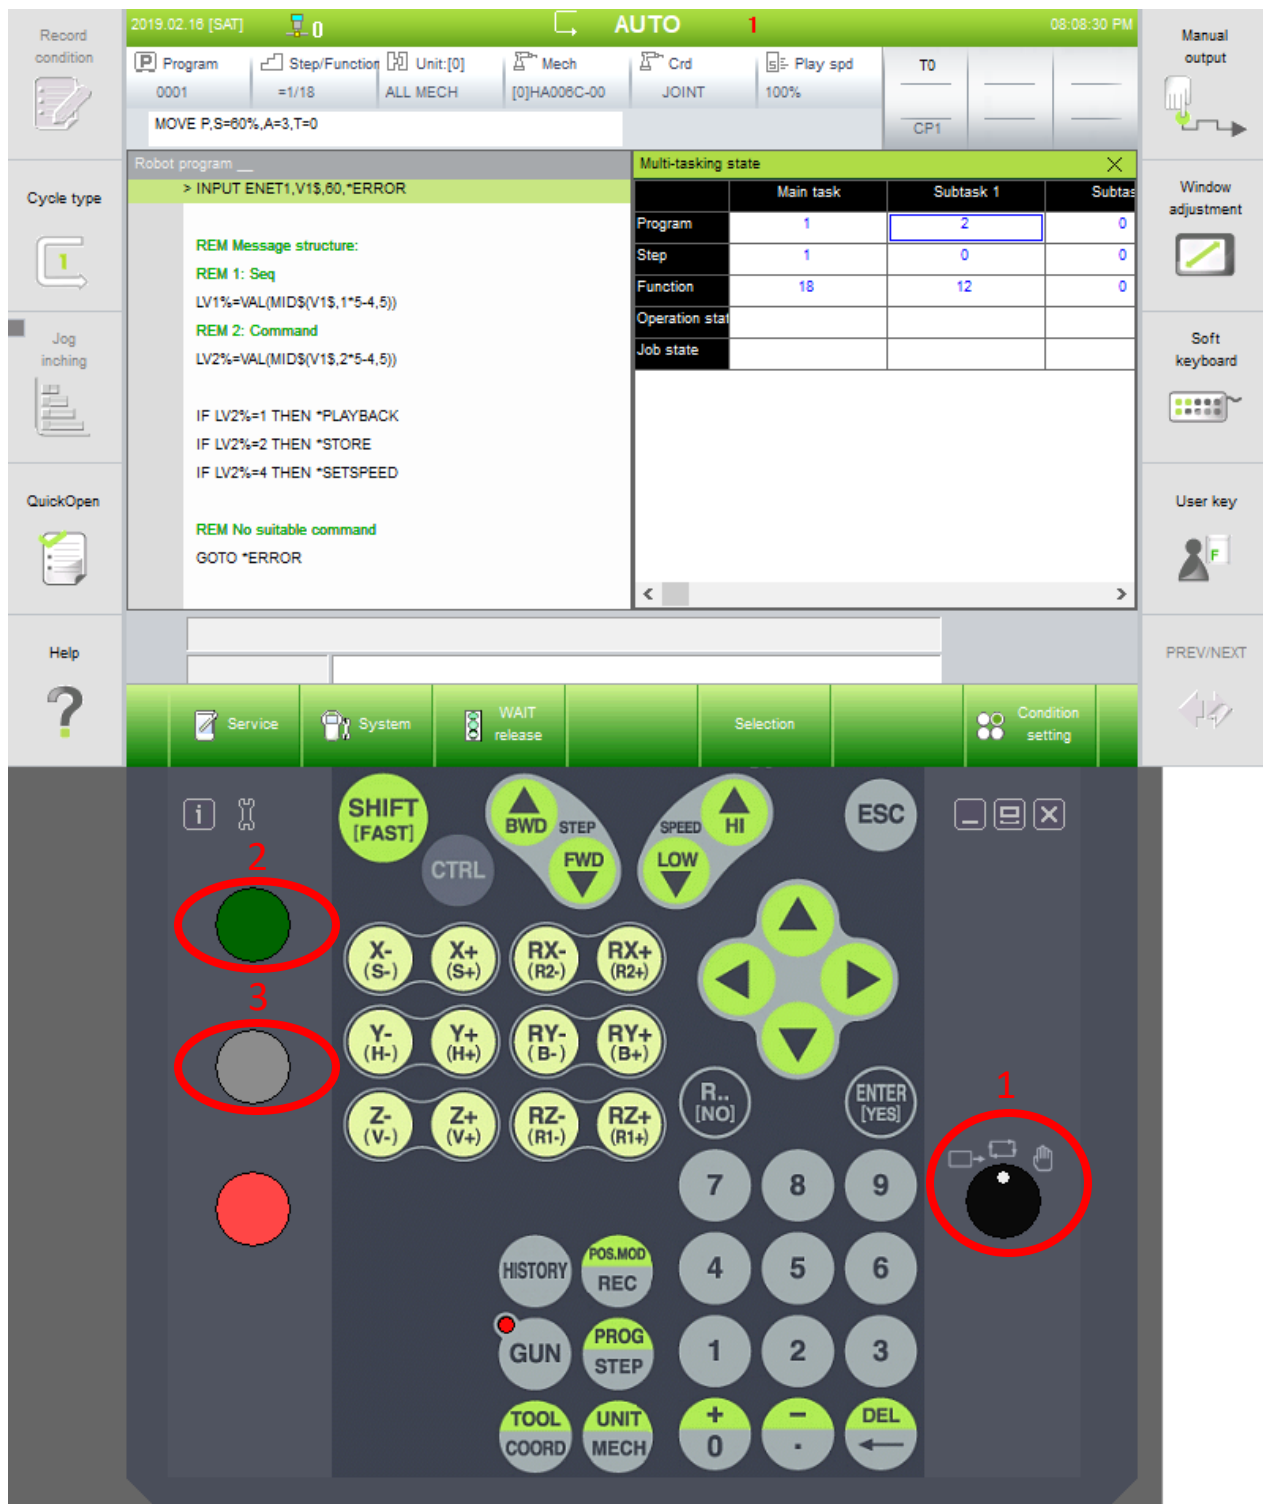 Record
condition
Cycle type
1
Jog
inching
QuickOpen
Help
?
2019.02.16 [SAT]
0
AUTO
1
08:08:30 PM
P Program
0001
Step/Function
=1/18
Unit:[0]
ALL MECH
Mech
[0]HA006C-00
Crd
JOINT
Play spd
100%
T0
CP1
MOVE P,S=60%,A=3,T=0
Robot program __
> INPUT ENET1,V1$,60,*ERROR
REM Message structure:
REM 1: Seq
LV1%=VAL(MID$(V1$,1*5-4,5))
REM 2: Command
LV2%=VAL(MID$(V1$,2*5-4,5))
IF LV2%=1 THEN *PLAYBACK
IF LV2%=2 THEN *STORE
IF LV2%=4 THEN *SETSPEED
REM No suitable command
GOTO *ERROR
Multi-tasking state
Main task Subtask 1 Subtas
Program 1 2 0
Step 1 0 0
Function 18 12 0
Operation stat
Job state
Service
System
WAIT
release
Selection
Condition
setting
Manual
output
Window
adjustment
Soft
keyboard
User key
F
PREV/NEXT
i
SHIFT
[FAST]
CTRL
BWD
STEP
FWD
SPEED
HI
LOW
ESC
2
3
1
X-
(S-)
X+
(S+)
RX-
(R2-)
RX+
(R2+)
Y-
(H-)
Y+
(H+)
RY-
(B-)
RY+
(B+)
Z-
(V-)
Z+
(V+)
RZ-
(R1-)
RZ+
(R1+)
R..
[NO]
ENTER
[YES]
7 8 9
HISTORY
POS.MOD
REC
4 5 6
GUN
PROG
STEP
1 2 3
TOOL
COORD
UNIT
MECH
+
0
-
.
DEL